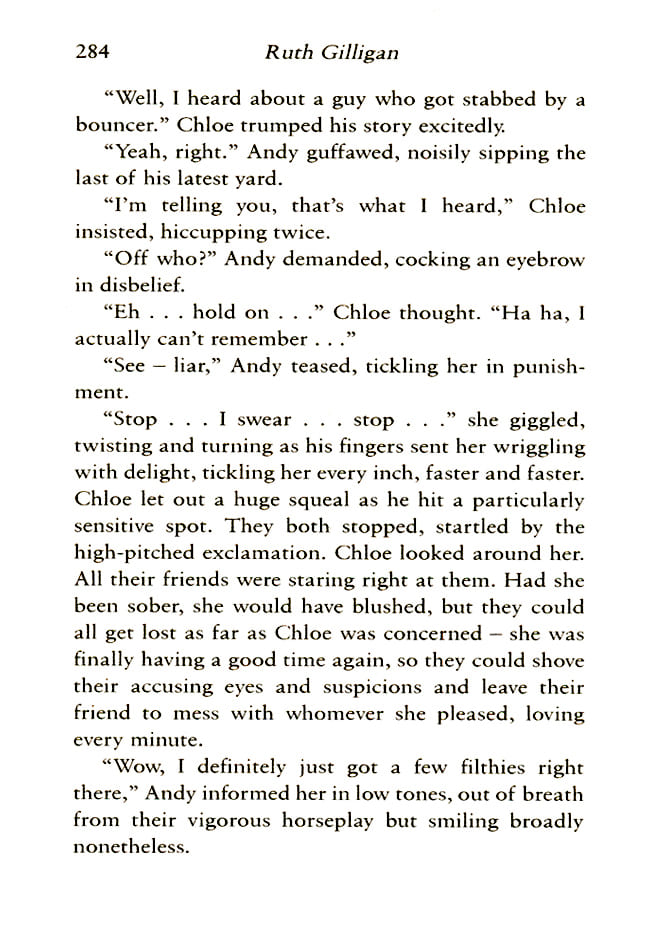 284 Ruth Gilligan
“Well, I heard about a guy who got stabbed by a
bouncer.” Chloe trumped his story excitedly.
“Yeah, right.” Andy guffawed, noisily sipping the
last of his latest yard.
“I’m telling you, that’s what I heard,” Chloe
insisted, hiccupping twice.
“Off who?” Andy demanded, cocking an eyebrow
in disbelief.
“Eh . . . hold on . . .” Chloe thought. “Ha ha, I
actually can’t remember . . .”
“See – liar,” Andy teased, tickling her in punish-
ment.
“Stop . . . I swear . . . stop . . .” she giggled,
twisting and turning as his fingers sent her wriggling
with delight, tickling her every inch, faster and faster.
Chloe let out a huge squeal as he hit a particularly
sensitive spot. They both stopped, startled by the
high-pitched exclamation. Chloe looked around her.
All their friends were staring right at them. Had she
been sober, she would have blushed, but they could
all get lost as far as Chloe was concerned – she was
finally having a good time again, so they could shove
their accusing eyes and suspicions and leave their
friend to mess with whomever she pleased, loving
every minute.
“Wow, I definitely just got a few filthies right
there,” Andy informed her in low tones, out of breath
from their vigorous horseplay but smiling broadly
nonetheless.